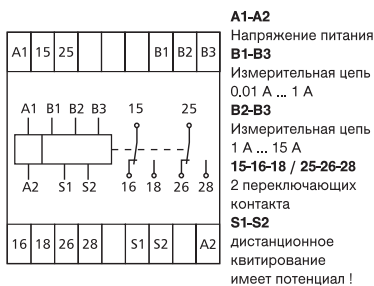 A1 15 25 B1 B2 B3
A1 B1 B2 B3 15 25
A2 S1 S2 16 18 26 28
16 18 26 28 S1 S2 A2
A1-A2
Напряжение питания
B1-B3
Измерительная цепь
0.01 А ... 1 А
B2-B3
Измерительная цепь
1 А ... 15 А
15-16-18 / 25-26-28
2 переключающих
контакта
S1-S2
дистанционное
квитирование
имеет потенциал !